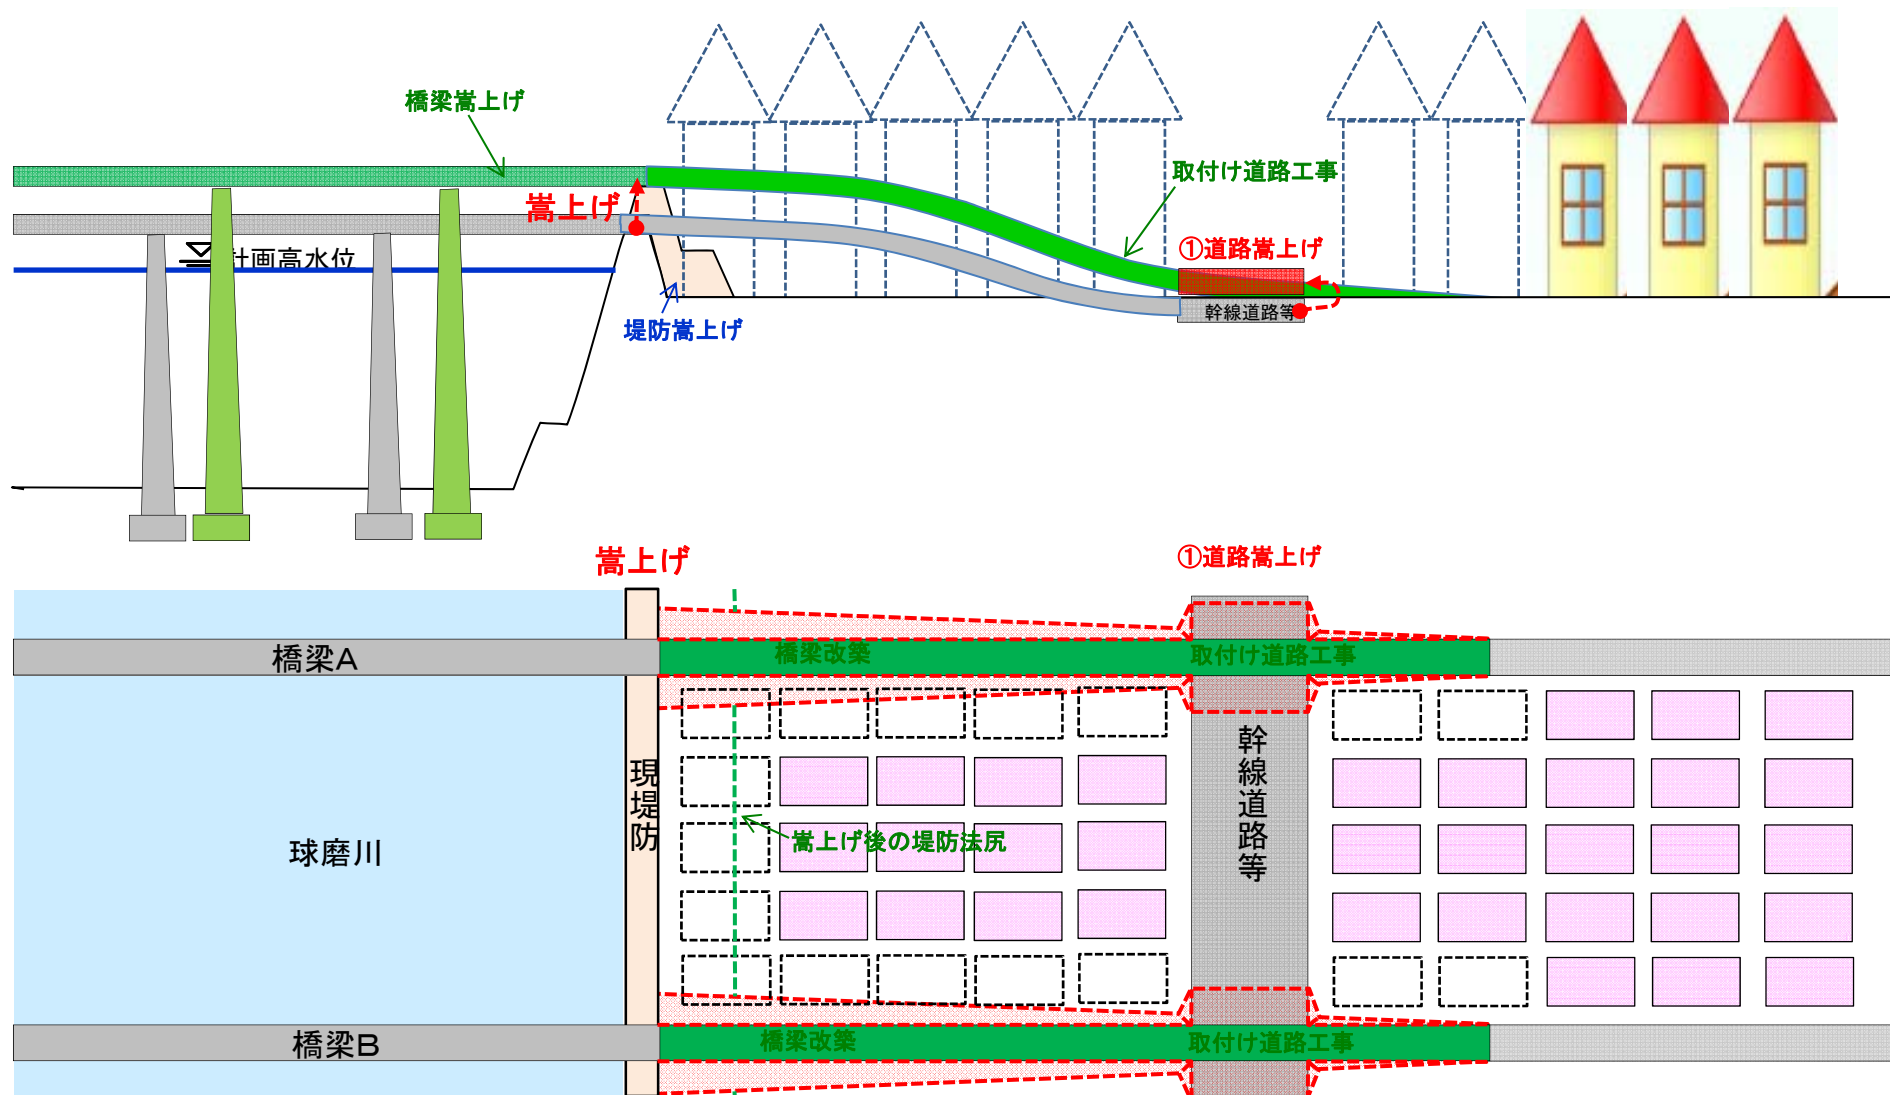 橋梁嵩上げ
取付け道路工事
嵩上げ
①道路嵩上げ
計画高水位
幹線道路等
堤防嵩上げ
嵩上げ
①道路嵩上げ
橋梁A
橋梁改築
取付け道路工事
現堤防
幹線道路等
嵩上げ後の堤防法尻
球磨川
橋梁B
橋梁改築
取付け道路工事